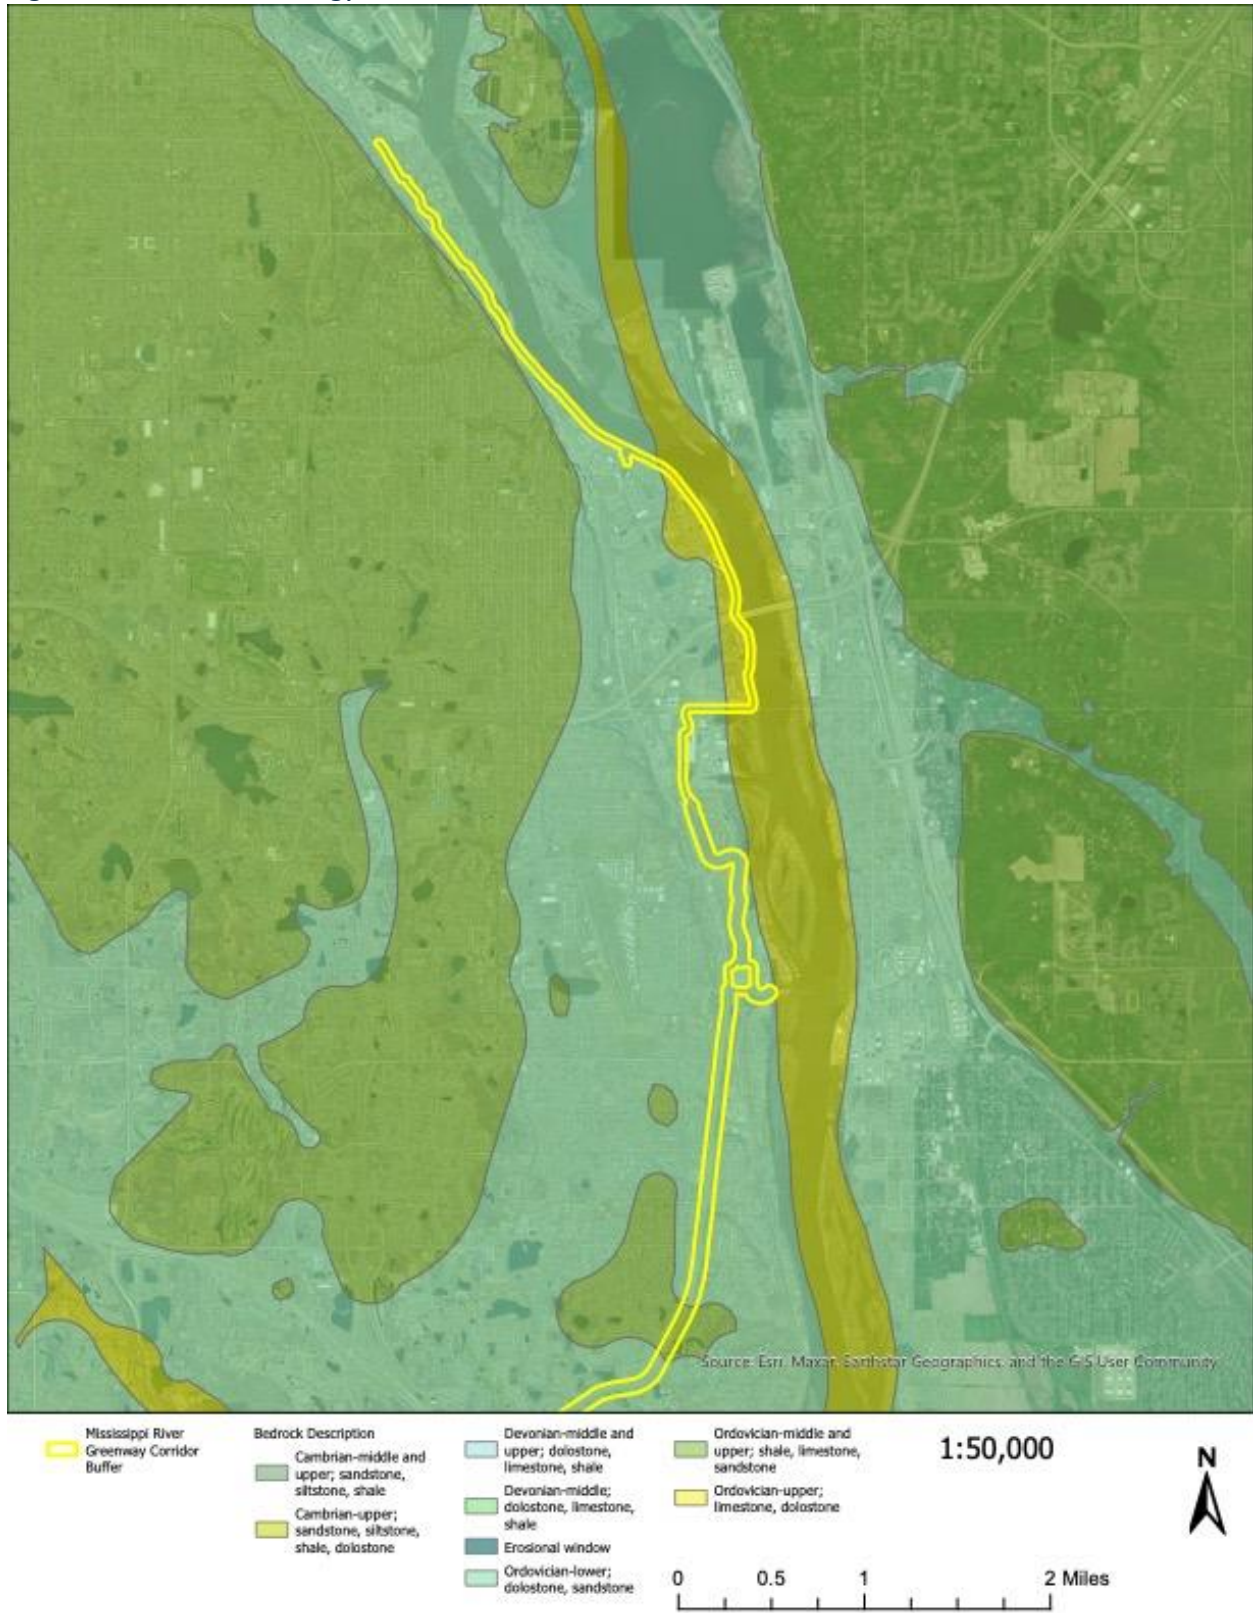 Source: Esri, Maxar, Earthstar Geographics, and the GIS User Community
Mississippi River
Greenway Corridor
Buffer
Bedrock Description
Cambrian-middle and
upper; sandstone,
siltstone, shale
Cambrian-upper;
sandstone, siltstone,
shale, dolostone
Devonian-middle and
upper; dolostone,
limestone, shale
Devonian-middle;
dolostone, limestone,
shale
Erosional window
Ordovician-lower;
dolostone, sandstone
Ordovician-middle and
upper; shale, limestone,
sandstone
Ordovician-upper;
limestone, dolostone
1:50,000
N
0 0.5 1 2 Miles